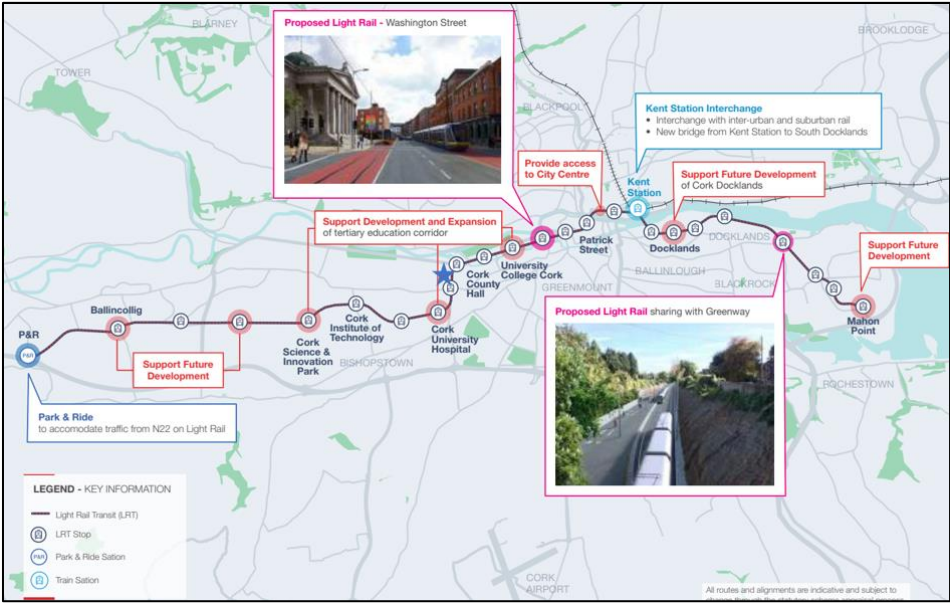 BLARNEY
BROOKLODGE
TOWER
Proposed Light Rail - Washington Street
BLACKPOOL
Kent Station Interchange
• Interchange with inter-urban and suburban rail
• New bridge from Kent Station to South Docklands
Provide access
to City Centre
Kent
Station
Support Future Development
of Cork Docklands
Support Development and Expansion
of tertiary education corridor
Patrick
Street
Docklands
DOCKLANDS
Support Future
Development
University
College Cork
Cork
County
Hall
BALLINLOUGH
GREENMOUNT
BLACKROCK
Ballincollig
Proposed Light Rail sharing with Greenway
Mahon
Point
P&R
P&R
Cork
Institute of
Technology
Cork
University
Hospital
Cork
Science &
Innovation
Park
BISHOPSTOWN
Support Future
Development
ROCHESTOWN
Park & Ride
to accomodate traffic from N22 on Light Rail
LEGEND - KEY INFORMATION
Light Rail Transit (LRT)
LRT Stop
P&R Park & Ride Sation
Train Sation
CORK
AIRPORT
All routes and alignments are indicative and subject to